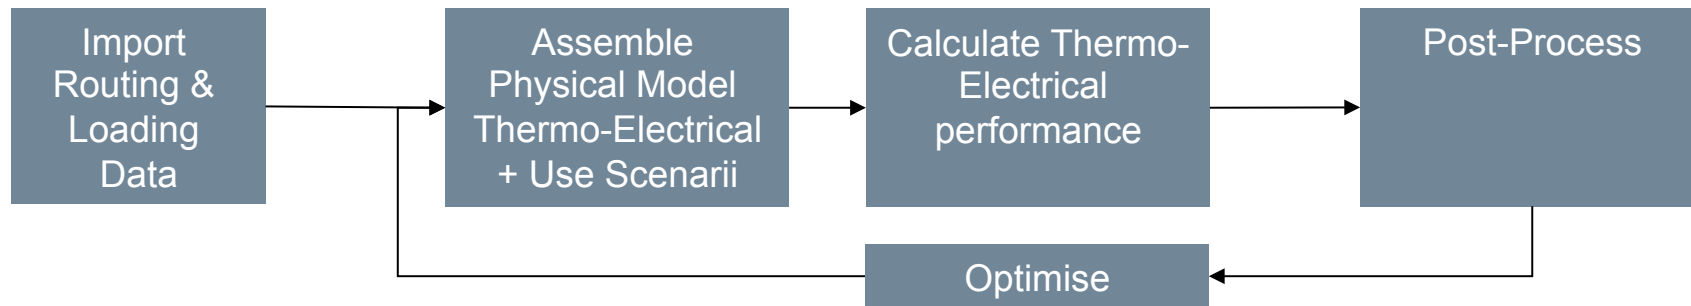 Import
Routing &
Loading
Data
Assemble
Physical Model
Thermo-Electrical
+ Use Scenarii
Calculate Thermo-
Electrical
performance
Post-Process
Optimise